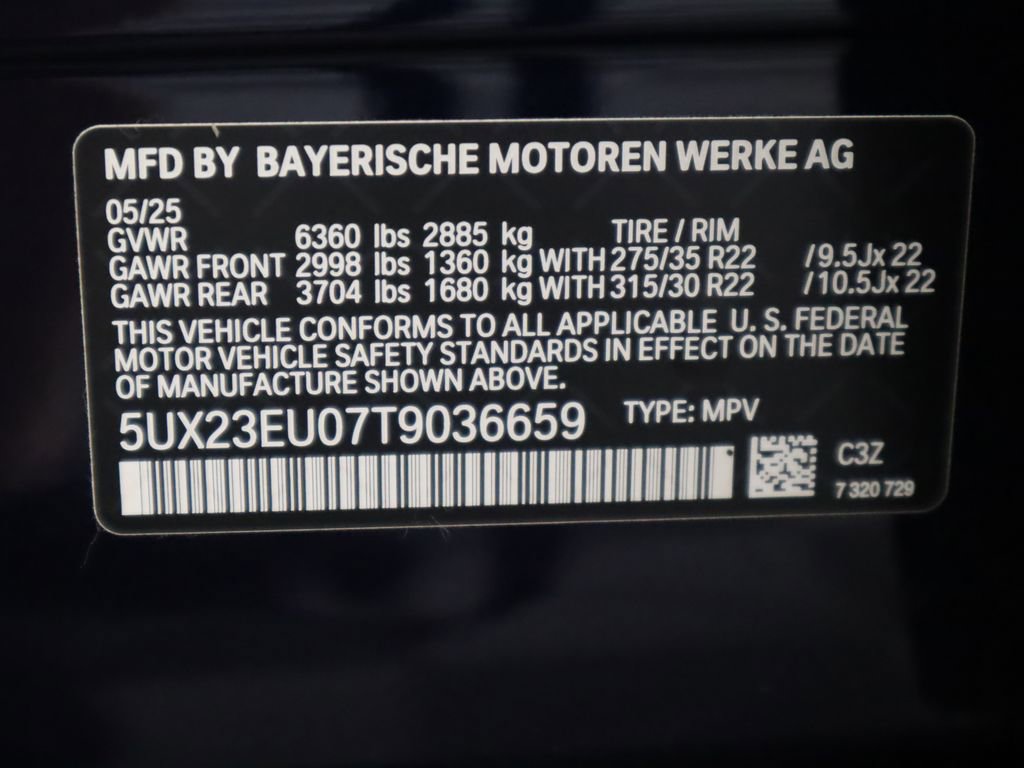 MFD BY BAYERISCHE MOTOREN WERKE AG
05/25
GVWR 6360 lbs 2885 kg TIRE / RIM
GAWR FRONT 2998 lbs 1360 kg WITH 275/35 R22 / 9.5Jx 22
GAWR REAR 3704 lbs 1680 kg WITH 315/30 R22 / 10.5Jx 22
THIS VEHICLE CONFORMS TO ALL APPLICABLE U. S. FEDERAL
MOTOR VEHICLE SAFETY STANDARDS IN EFFECT ON THE DATE
OF MANUFACTURE SHOWN ABOVE.
5UX23EU07T9036659 TYPE: MPV
C3Z
7 320 729